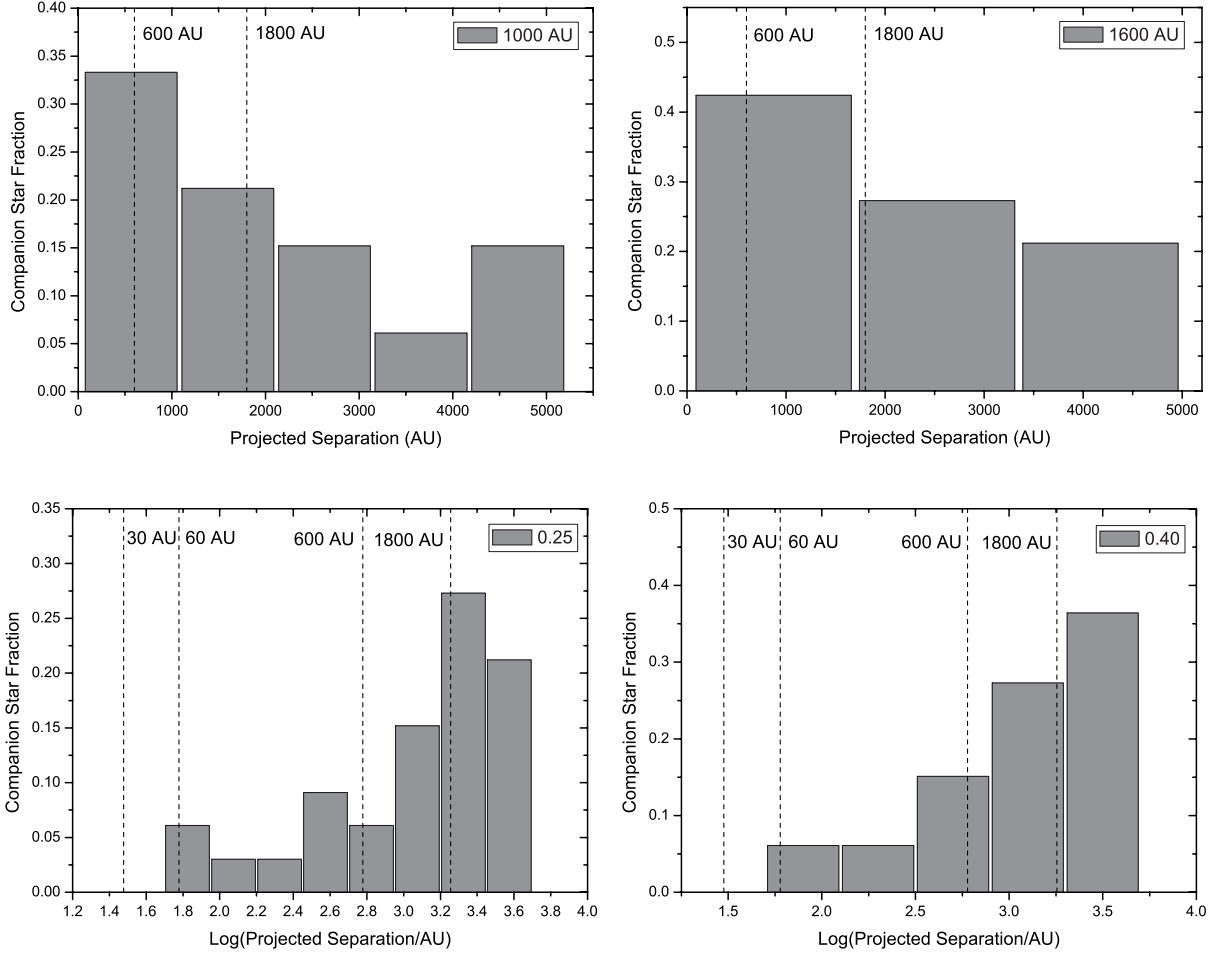 0.40
0.35
0.30
0.25
0.20
0.15
0.10
0.05
0.00
Companion Star Fraction
600 AU
1800 AU
1000 AU
0
1000
2000
3000
4000
5000
Projected Separation (AU)
0.5
0.4
0.3
0.2
0.1
0.0
Companion Star Fraction
600 AU
1800 AU
1600 AU
0
1000
2000
3000
4000
5000
Projected Separation (AU)
0.35
0.30
0.25
0.20
0.15
0.10
0.05
0.00
Companion Star Fraction
30 AU
60 AU
600 AU
1800 AU
0.25
1.2
1.4
1.6
1.8
2.0
2.2
2.4
2.6
2.8
3.0
3.2
3.4
3.6
3.8
4.0
Log(Projected Separation/AU)
0.5
0.4
0.3
0.2
0.1
0.0
Companion Star Fraction
30 AU
60 AU
600 AU
1800 AU
0.40
1.5
2.0
2.5
3.0
3.5
4.0
Log(Projected Separation/AU)